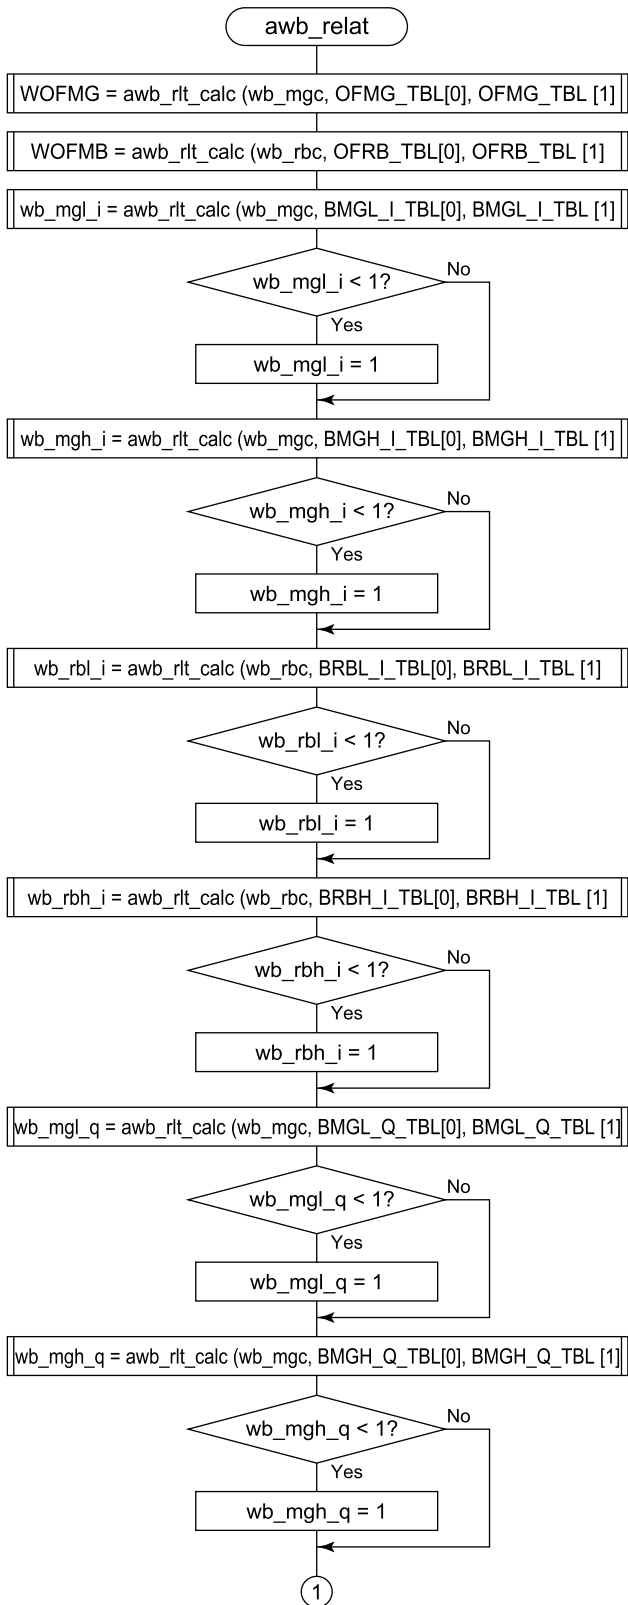 awb_relat
WOFMG = awb_rlt_calc (wb_mgc, OFMG_TBL[0], OFMG_TBL [1]
WOFMB = awb_rlt_calc (wb_rbc, OFRB_TBL[0], OFRB_TBL [1]
wb_mgl_i = awb_rlt_calc (wb_mgc, BMGL_I_TBL[0], BMGL_I_TBL [1]
wb_mgl_i < 1?
No
Yes
wb_mgl_i = 1
wb_mgh_i = awb_rlt_calc (wb_mgc, BMGH_I_TBL[0], BMGH_I_TBL [1]
wb_mgh_i < 1?
No
Yes
wb_mgh_i = 1
wb_rbl_i = awb_rlt_calc (wb_rbc, BRBL_I_TBL[0], BRBL_I_TBL [1]
wb_rbl_i < 1?
No
Yes
wb_rbl_i = 1
wb_rbh_i = awb_rlt_calc (wb_rbc, BRBH_I_TBL[0], BRBH_I_TBL [1]
wb_rbh_i < 1?
No
Yes
wb_rbh_i = 1
wb_mgl_q = awb_rlt_calc (wb_mgc, BMGL_Q_TBL[0], BMGL_Q_TBL [1]
wb_mgl_q < 1?
No
Yes
wb_mgl_q = 1
wb_mgh_q = awb_rlt_calc (wb_mgc, BMGH_Q_TBL[0], BMGH_Q_TBL [1]
wb_mgh_q < 1?
No
Yes
wb_mgh_q = 1
1